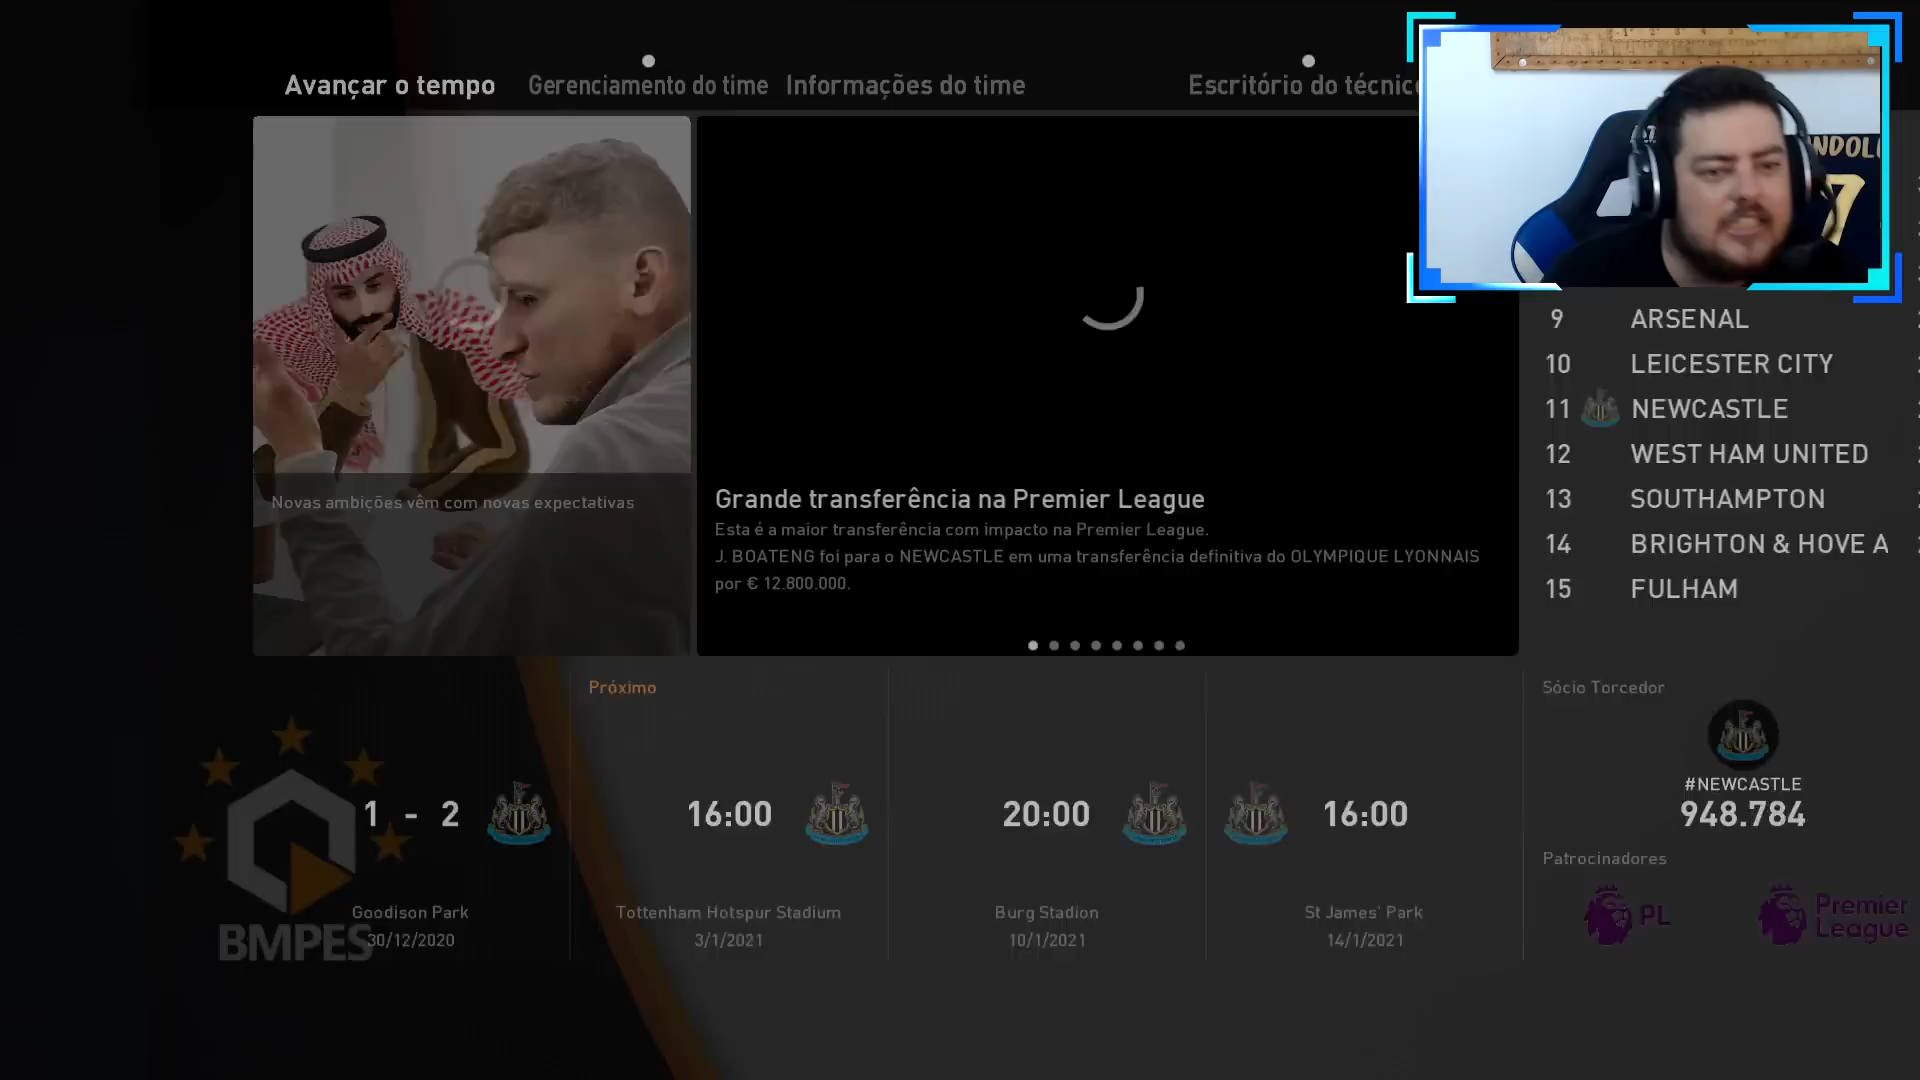 Avançar o tempo
Gerenciamento do time
Informações do time
Escritório do técnico
NDOL
7
Novas ambições vêm com novas expectativas
Grande transferência na Premier League
Esta é a maior transferência com impacto na Premier League.
J. BOATENG foi para o NEWCASTLE em uma transferência definitiva do OLYMPIQUE LYONNAIS
por € 12.800.000.
9 ARSENAL
10 LEICESTER CITY
11 NEWCASTLE
12 WEST HAM UNITED
13 SOUTHAMPTON
14 BRIGHTON & HOVE A
15 FULHAM
1 - 2
Goodison Park
30/12/2020
BMPES
Próximo
16:00
Tottenham Hotspur Stadium
3/1/2021
20:00
Burg Stadion
10/1/2021
16:00
St James' Park
14/1/2021
Sócio Torcedor
#NEWCASTLE
948.784
Patrocinadores
PL
Premier
League